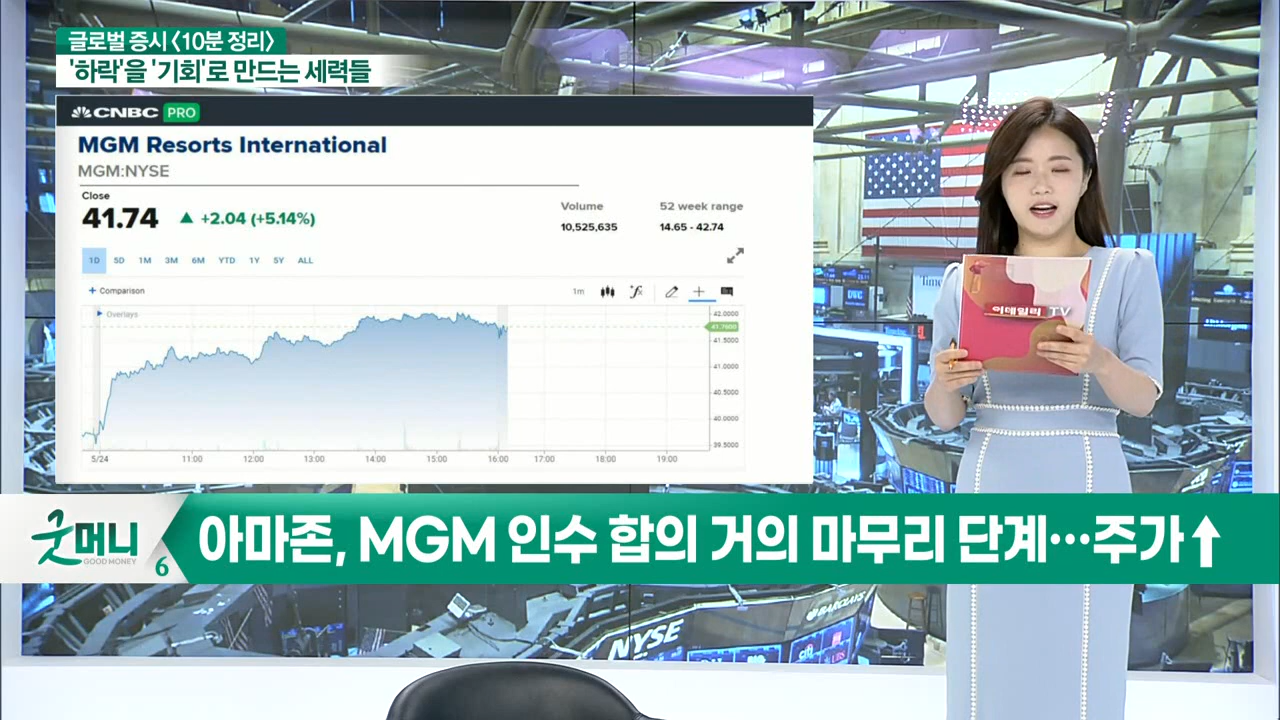 글로벌 증시 <10분 정리>
'하락'을 '기회'로 만드는 세력들
CNBC PRO
MGM Resorts International
MGM:NYSE
Close
41.74 ▲ +2.04 (+5.14%)
Volume
10,525,635
52 week range
14.65 - 42.74
1D 5D 1M 3M 6M YTD 1Y 5Y ALL
+ Comparison
1m
Overlays
42.0000
41.7600
41.5000
41.0000
40.5000
40.0000
39.5000
5/24 11:00 12:00 13:00 14:00 15:00 16:00 17:00 18:00 19:00
이데일리 TV
굿머니
GOOD MONEY
6
아마존, MGM 인수 합의 거의 마무리 단계…주가↑
NYSE
BARCLAYS
citi
UBS